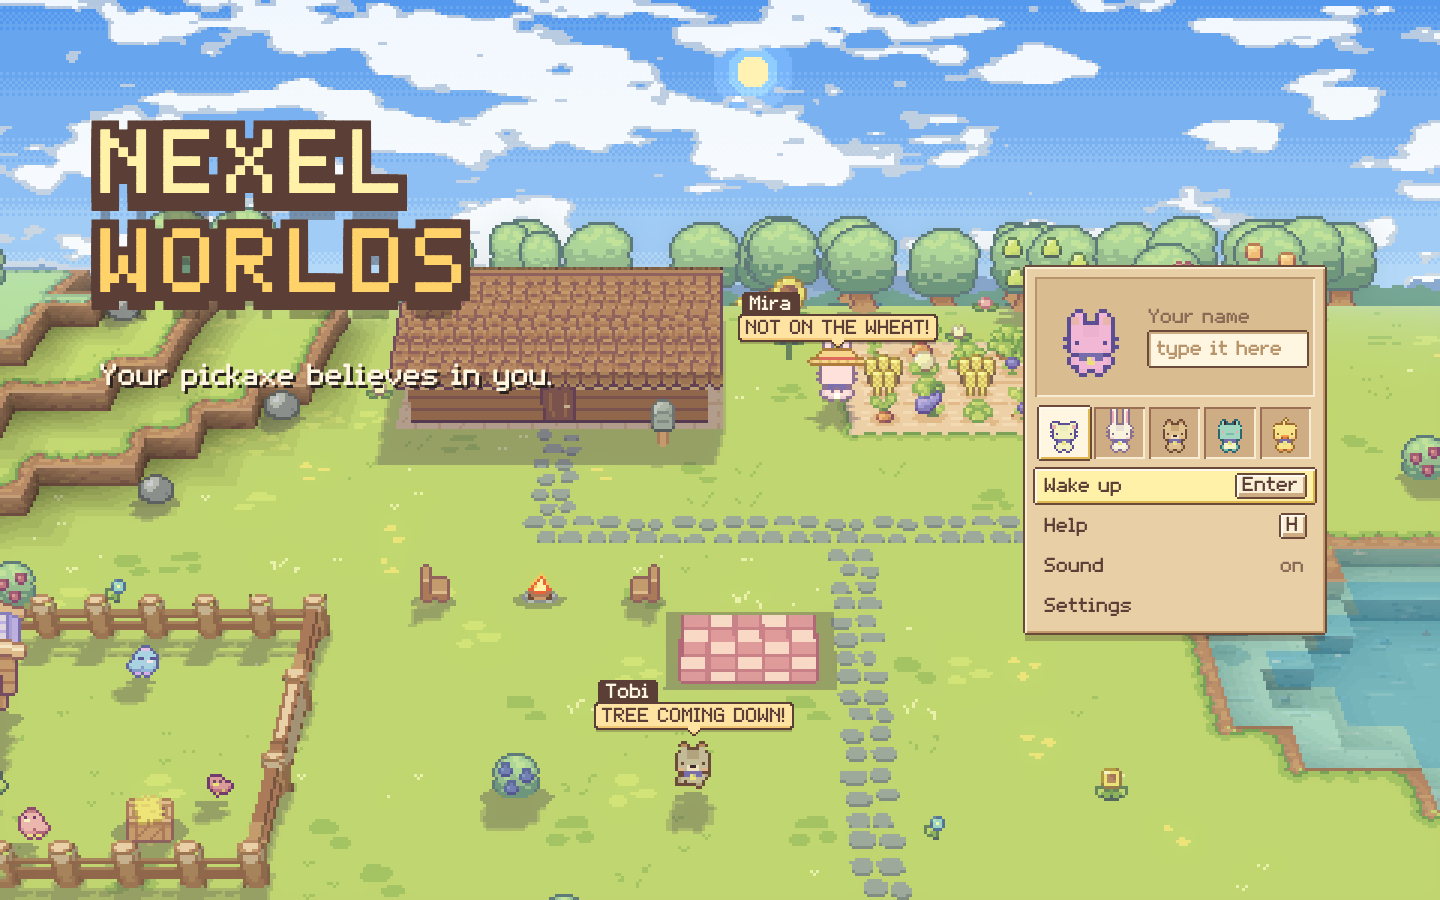 NEXEL
WORLDS
Your pickaxe believes in you.
Mira
NOT ON THE WHEAT!
Tobi
TREE COMING DOWN!
Your name
type it here
Wake up Enter
Help H
Sound on
Settings